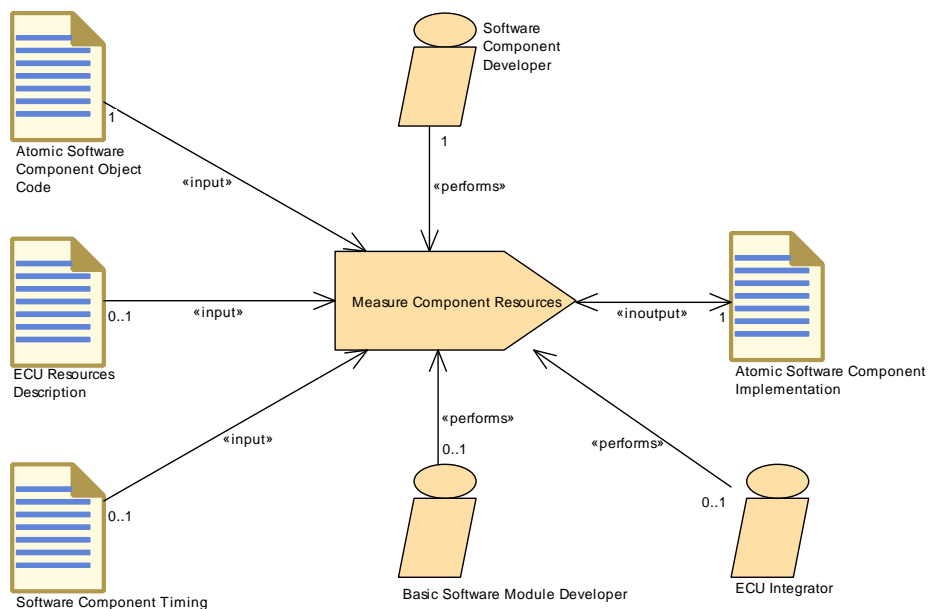 Software
Component
Developer
1
Atomic Software
Component Object
Code
1
«input»
«performs»
Measure Component Resources
0..1
«input»
«inoutput»
1
ECU Resources
Description
Atomic Software Component
Implementation
«input»
«performs»
«performs»
0..1
0..1
0..1
Software Component Timing
Basic Software Module Developer
ECU Integrator